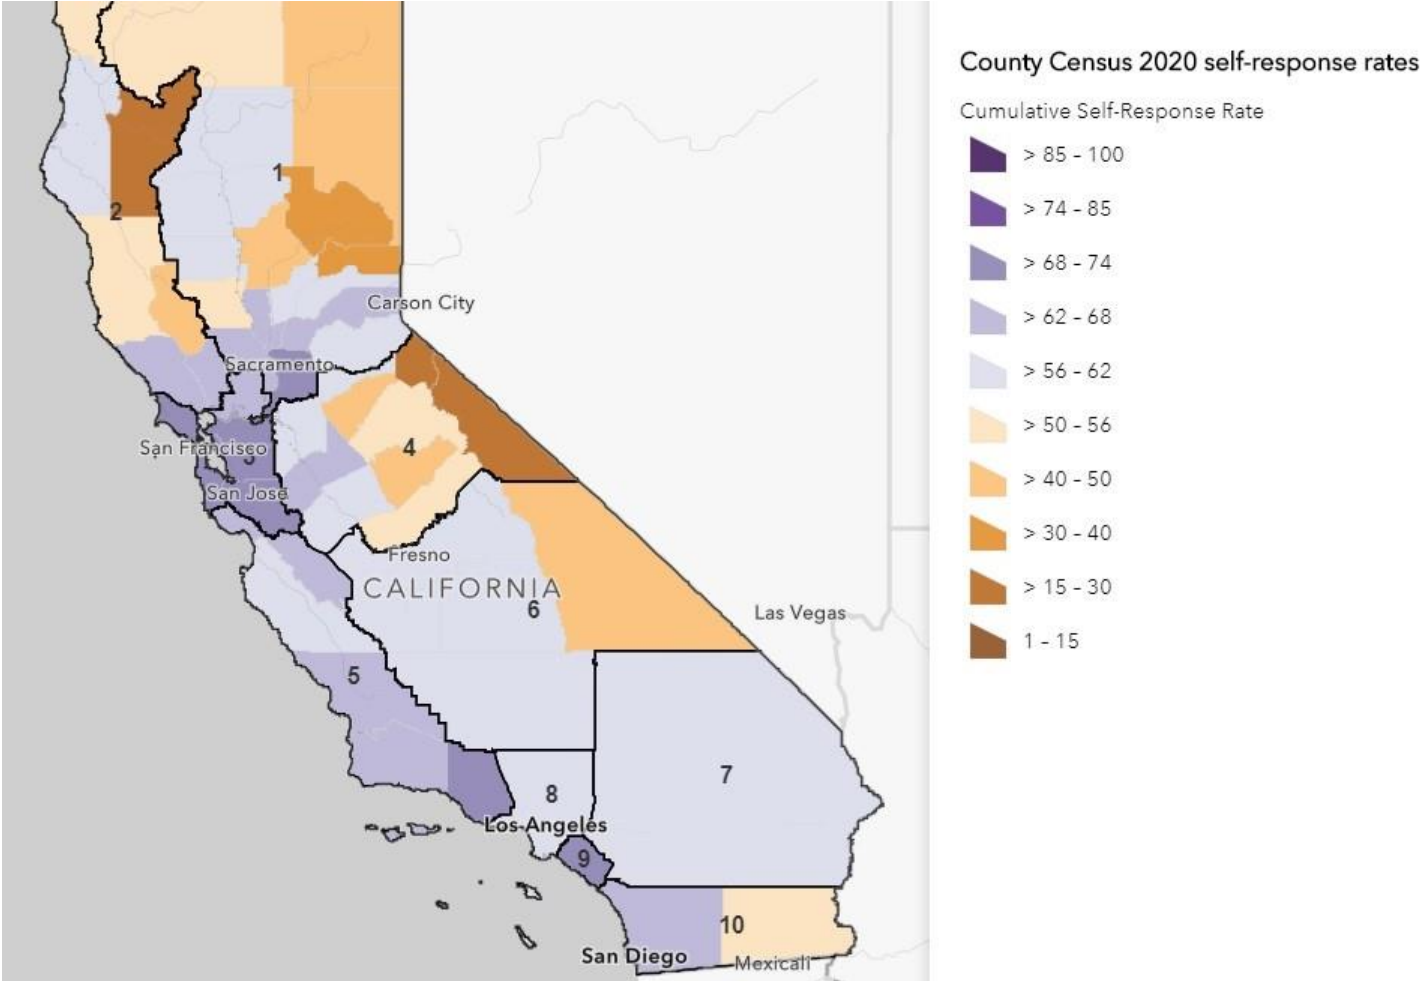 County Census 2020 self-response rates
Cumulative Self-Response Rate
> 85 - 100
> 74 - 85
> 68 - 74
> 62 - 68
> 56 - 62
> 50 - 56
> 40 - 50
> 30 - 40
> 15 - 30
1 - 15
1
2
Carson City
Sacramento
San Francisco
3
4
San Jose
Fresno
CALIFORNIA
6
Las Vegas
5
7
8
Los Angeles
9
10
San Diego
Mexicali